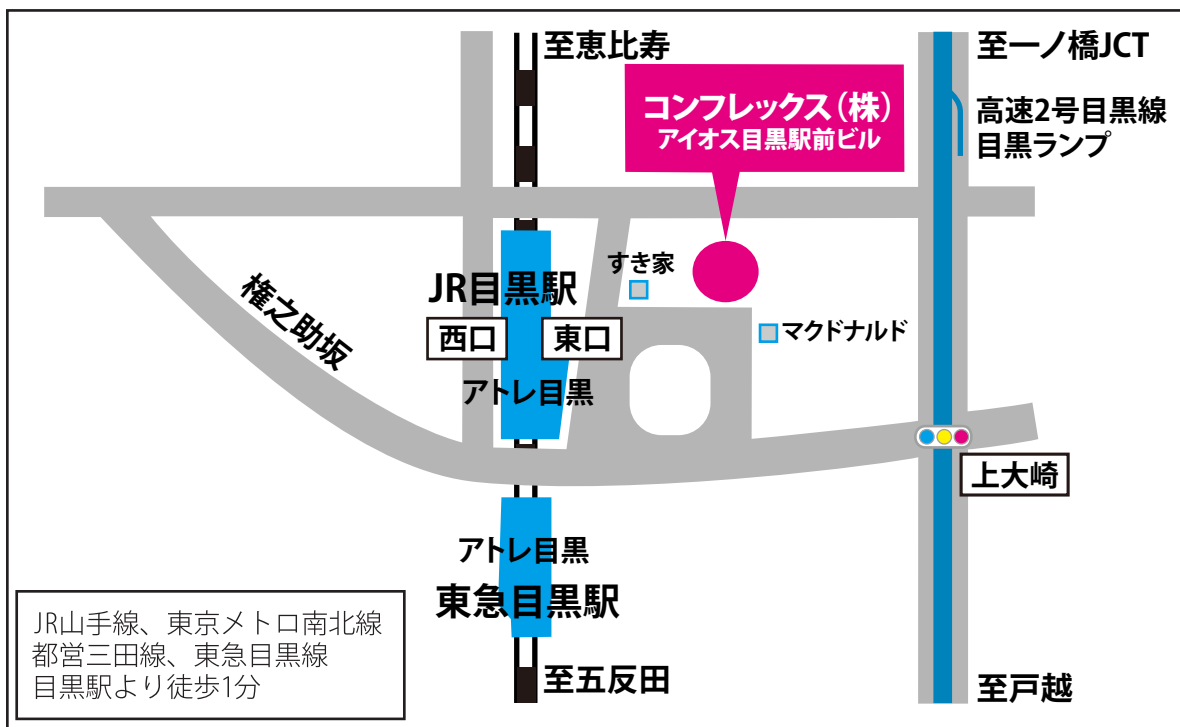 至恵比寿
至一ノ橋JCT
コンフレックス（株）
アイオス目黒駅前ビル
高速2号目黒線
目黒ランプ
すき家
JR目黒駅
権之助坂
西口
東口
マクドナルド
アトレ目黒
上大崎
アトレ目黒
東急目黒駅
JR山手線、東京メトロ南北線
都営三田線、東急目黒線
目黒駅より徒歩1分
至五反田
至戸越